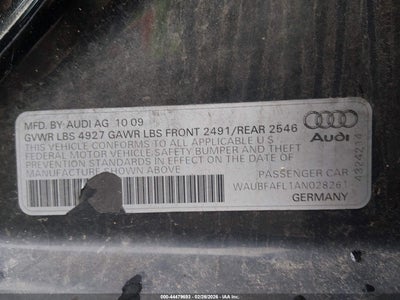 MFD. BY: AUDI AG 10 09
GVWR LBS 4927 GAWR LBS FRONT 2491/REAR 2546
THIS VEHICLE CONFORMS TO ALL APPLICABLE U.S
FEDERAL MOTOR VEHICLE SAFETY BUMPER AND THEFT
PREVENTION STANDARDS IN EFFECT ON THE DATE OF
MANUFACTURE SHOWN ABOVE.
Audi
PASSENGER CAR
WAUBFAFL1AN028261
GERMANY
000-44479693 - 02/28/2026 - IAA Inc.